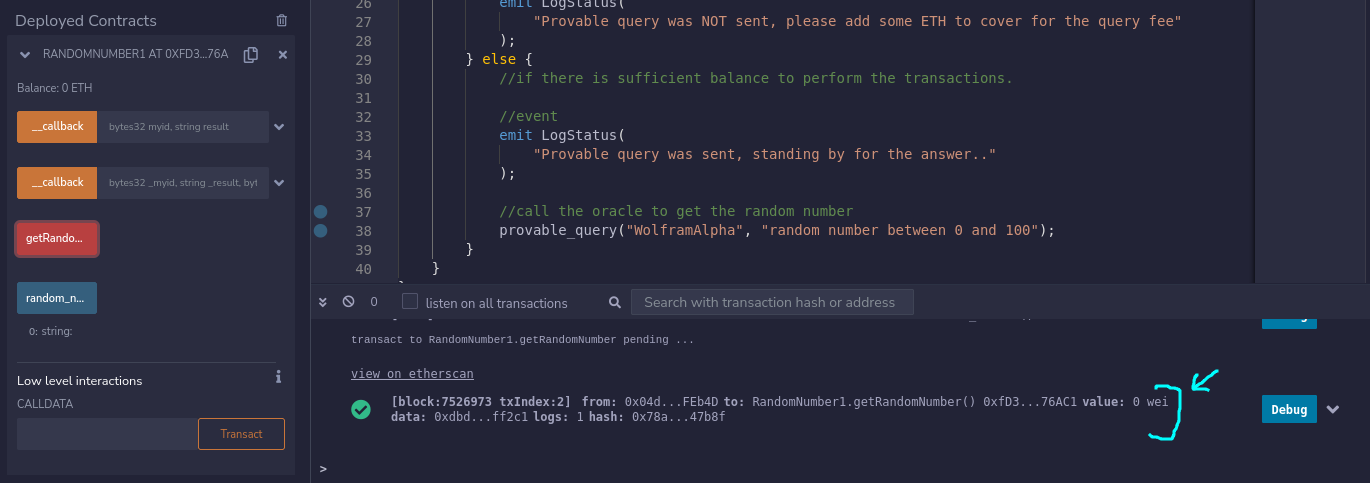 Deployed Contracts
RANDOMNUMBER1 AT 0XFD3...76A
Balance: 0 ETH
__callback bytes32 myid, string result
__callback bytes32 _myid, string _result, byt
getRando...
random_n...
0: string:
Low level interactions
CALLDATA
Transact
26 emit LogStatus(
27 "Provable query was NOT sent, please add some ETH to cover for the query fee"
28 );
29 } else {
30 //if there is sufficient balance to perform the transactions.
31
32 //event
33 emit LogStatus(
34 "Provable query was sent, standing by for the answer.."
35 );
36
37 //call the oracle to get the random number
38 provable_query("WolframAlpha", "random number between 0 and 100");
39 }
40 }
0 listen on all transactions Search with transaction hash or address
transact to RandomNumber1.getRandomNumber pending ...
view on etherscan
[block:7526973 txIndex:2] from: 0x04d...FEb4D to: RandomNumber1.getRandomNumber() 0xfD3...76AC1 value: 0 wei
data: 0xdbd...ff2c1 logs: 1 hash: 0x78a...47b8f
Debug
>